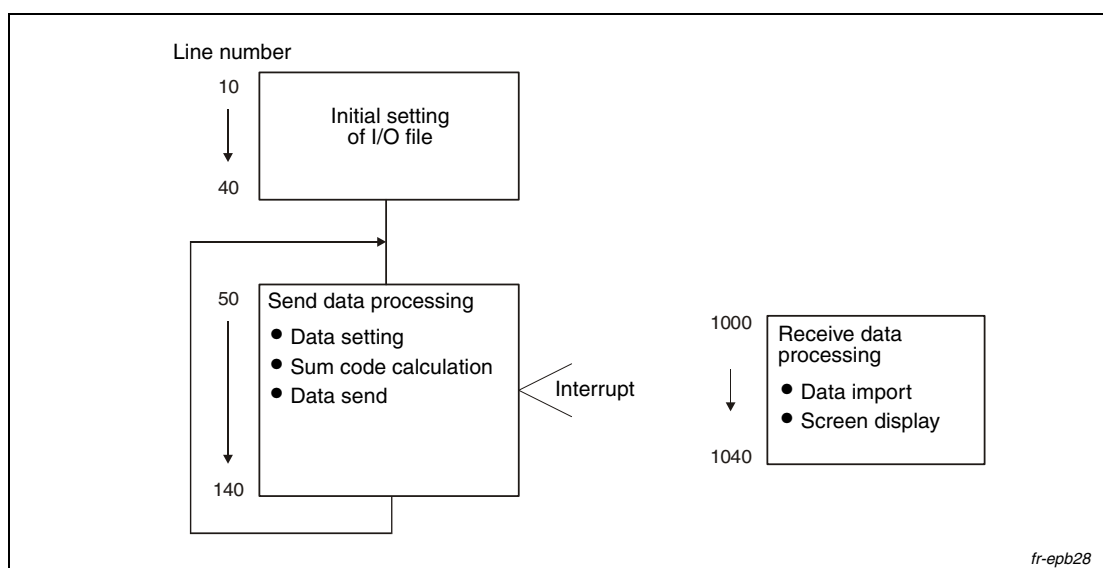 Line number
10
40
Initial setting
of I/O file
50
140
Send data processing
● Data setting
● Sum code calculation
● Data send
Interrupt
1000
1040
Receive data
processing
● Data import
● Screen display
fr-epb28